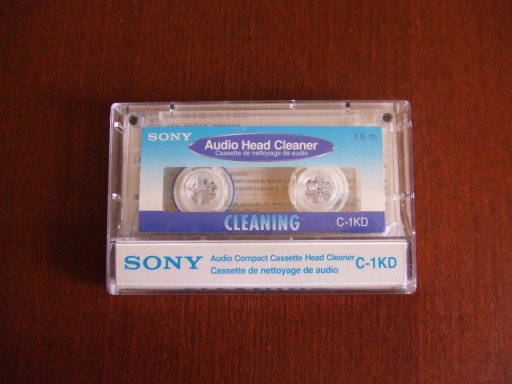 SONY
1.6 m
Audio Head Cleaner
Cassette de nettoyage de audio
CLEANING
C-1KD
SONY
Audio Compact Cassette Head Cleaner
Cassette de nettoyage de audio
C-1KD